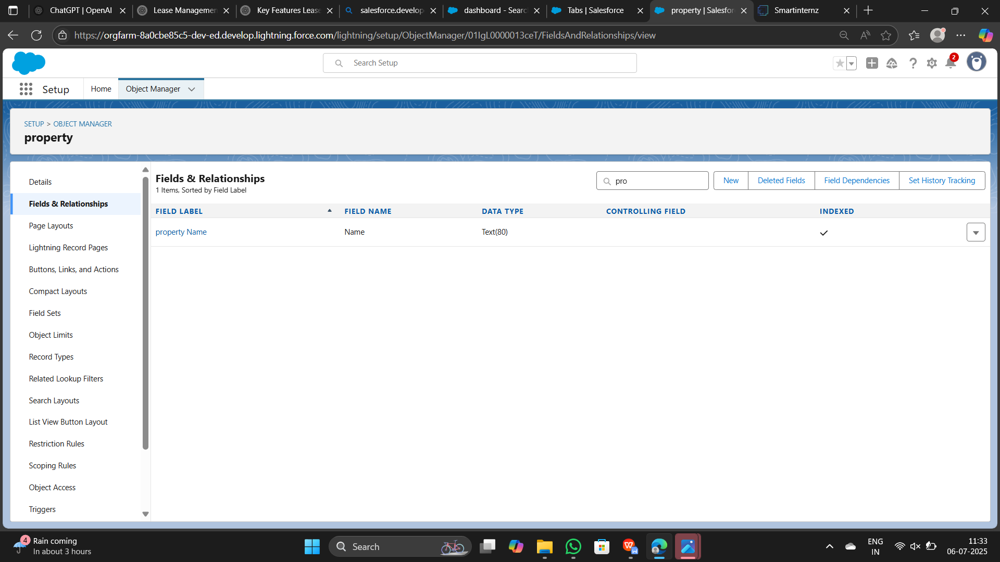 ChatGPT | OpenAI
Lease Managemen
Key Features Lease
salesforce.develop
dashboard - Searc
Tabs | Salesforce
property | Salesfor
Smartinternz
https://orgfarm-8a0cbe85c5-dev-ed.develop.lightning.force.com/lightning/setup/ObjectManager/01IgL0000013ceT/FieldsAndRelationships/view
Search Setup
2
Setup
Home
Object Manager
SETUP > OBJECT MANAGER
property
Details
Fields & Relationships
Page Layouts
Lightning Record Pages
Buttons, Links, and Actions
Compact Layouts
Field Sets
Object Limits
Record Types
Related Lookup Filters
Search Layouts
List View Button Layout
Restriction Rules
Scoping Rules
Object Access
Triggers
Fields & Relationships
1 Items, Sorted by Field Label
pro
New
Deleted Fields
Field Dependencies
Set History Tracking
FIELD LABEL FIELD NAME DATA TYPE CONTROLLING FIELD INDEXED
property Name Name Text(80)
4
Rain coming
In about 3 hours
Search
ENG
IN
11:33
06-07-2025